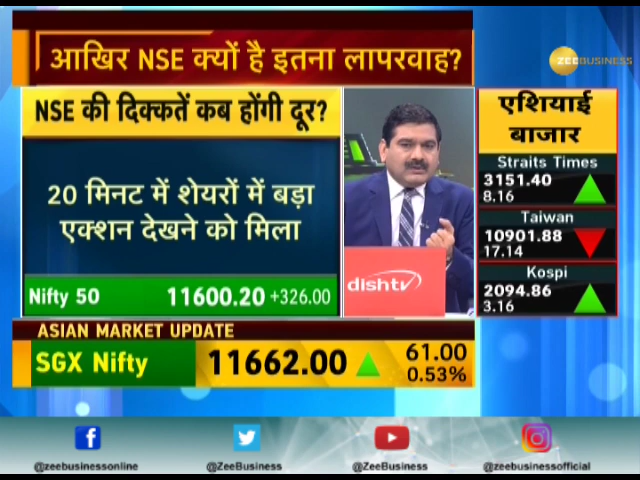 आखिर NSE क्यों है इतना लापरवाह?
ZEEBUSINESS
NSE की दिक्कतें कब होंगी दूर?
20 मिनट में शेयरों में बड़ा
एक्शन देखने को मिला
Nifty 50 11600.20 +326.00
dishtv
एशियाई
बाजार
Straits Times
3151.40
8.16
Taiwan
10901.88
17.14
Kospi
2094.86
3.16
ASIAN MARKET UPDATE
SGX Nifty 11662.00 61.00
0.53%
@zeebusinessonline @ZeeBusiness @ZeeBusiness @zeebusinessofficial